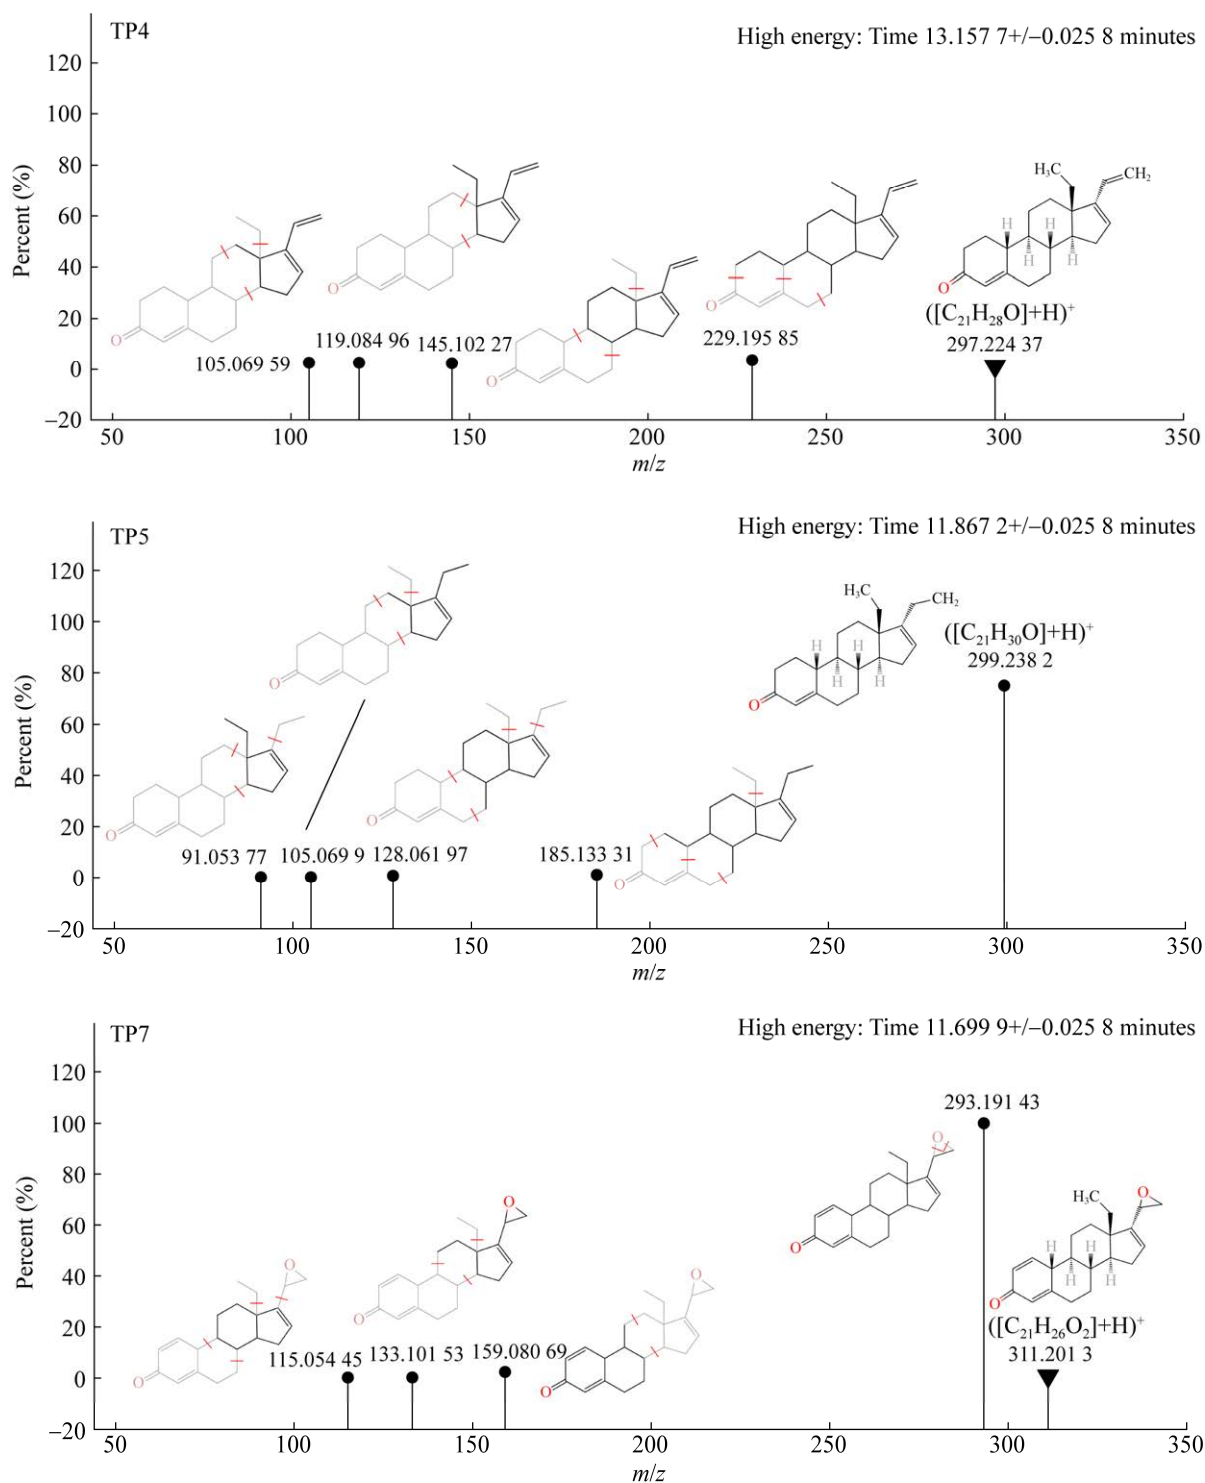 TP4
High energy: Time 13.157 7+/−0.025 8 minutes
Percent (%)
120
100
80
60
40
20
0
−20
O
O
O
O
H₃C
CH₂
H
H
H
H
O
([C₂₁H₂₈O]+H)⁺
297.224 37
105.069 59
119.084 96
145.102 27
229.195 85
50
100
150
200
250
300
350
m/z
TP5
High energy: Time 11.867 2+/−0.025 8 minutes
Percent (%)
120
100
80
60
40
20
0
−20
O
O
O
O
H₃C
CH₂
H
H
H
H
O
([C₂₁H₃₀O]+H)⁺
299.238 2
91.053 77
105.069 9
128.061 97
185.133 31
50
100
150
200
250
300
350
m/z
TP7
High energy: Time 11.699 9+/−0.025 8 minutes
Percent (%)
120
100
80
60
40
20
0
−20
O
O
O
O
O
O
293.191 43
O
O
H₃C
O
H
H
H
H
O
([C₂₁H₂₆O₂]+H)⁺
311.201 3
115.054 45
133.101 53
159.080 69
50
100
150
200
250
300
350
m/z